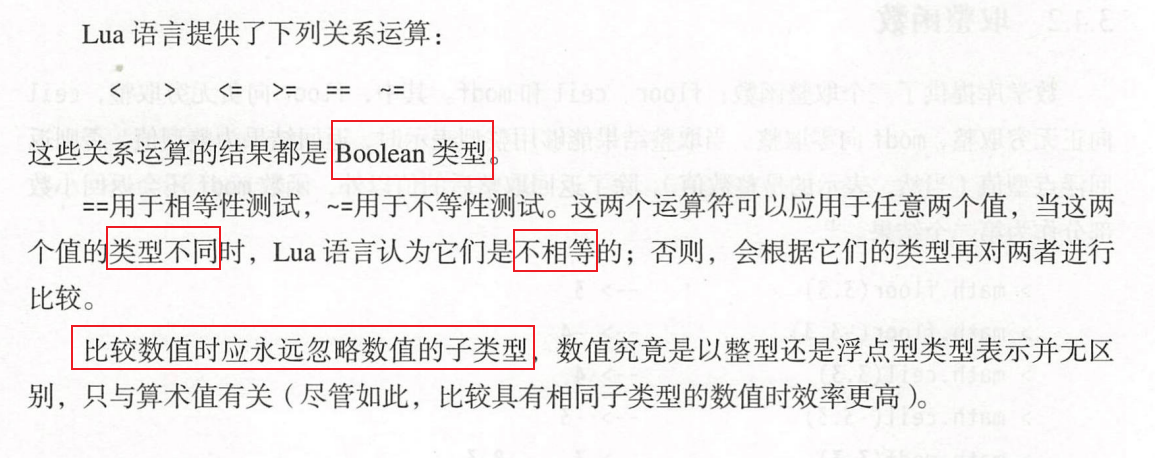 Lua 语言提供了下列关系运算：
< > <= >= == ~=
这些关系运算的结果都是 Boolean 类型。
==用于相等性测试，~=用于不等性测试。这两个运算符可以应用于任意两个值，当这两
个值的类型不同时，Lua 语言认为它们是不相等的；否则，会根据它们的类型再对两者进行
比较。
比较数值时应永远忽略数值的子类型，数值究竟是以整型还是浮点型类型表示并无区
别，只与算术值有关（尽管如此，比较具有相同子类型的数值时效率更高）。